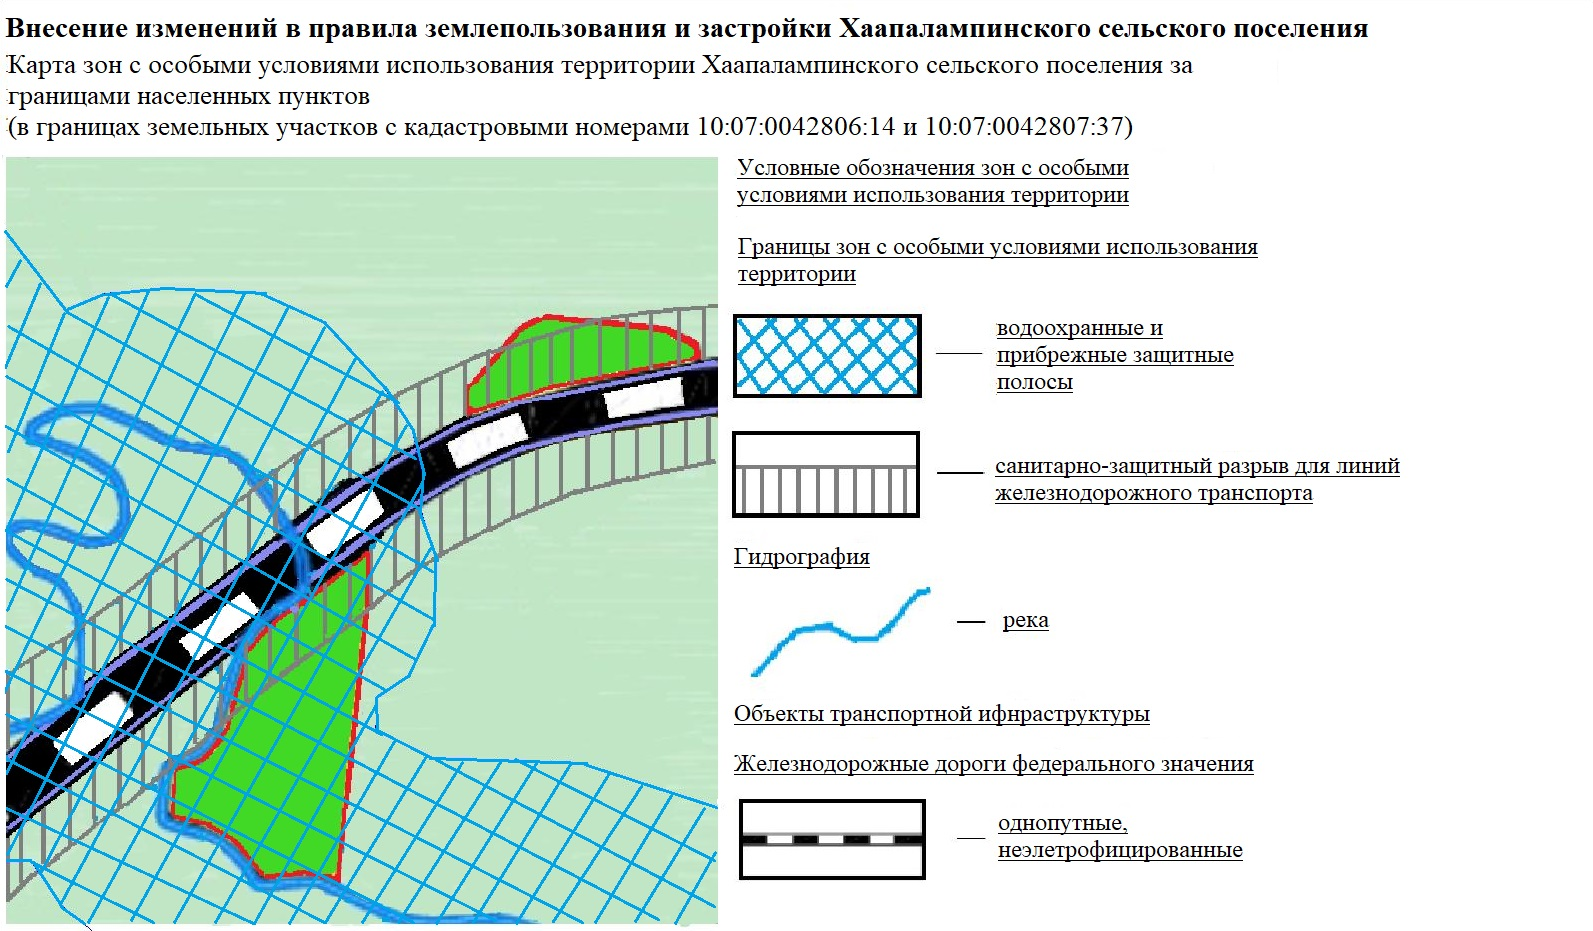 Внесение изменений в правила землепользования и застройки Хаапалампинского сельского поселения
Карта зон с особыми условиями использования территории Хаапалампинского сельского поселения за
границами населенных пунктов
(в границах земельных участков с кадастровыми номерами 10:07:0042806:14 и 10:07:0042807:37)
Условные обозначения зон с особыми
условиями использования территории
Границы зон с особыми условиями использования
территории
водоохранные и
прибрежные защитные
полосы
санитарно-защитный разрыв для линий
железнодорожного транспорта
Гидрография
река
Объекты транспортной ифнраструктуры
Железнодорожные дороги федерального значения
однопутные,
неэлетрофицированные